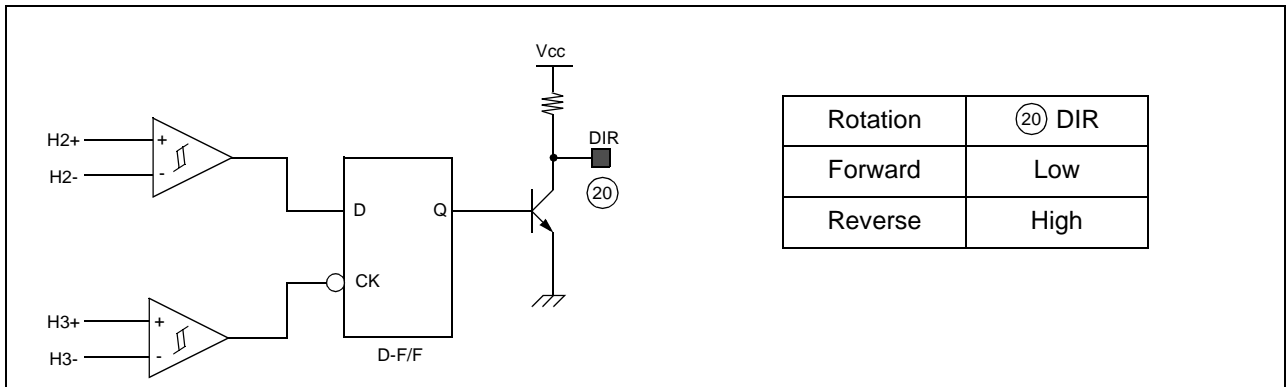 Vcc
H2+
H2-
+
-
D
Q
DIR
20
CK
H3+
H3-
+
-
D-F/F
Rotation 20 DIR
Forward Low
Reverse High